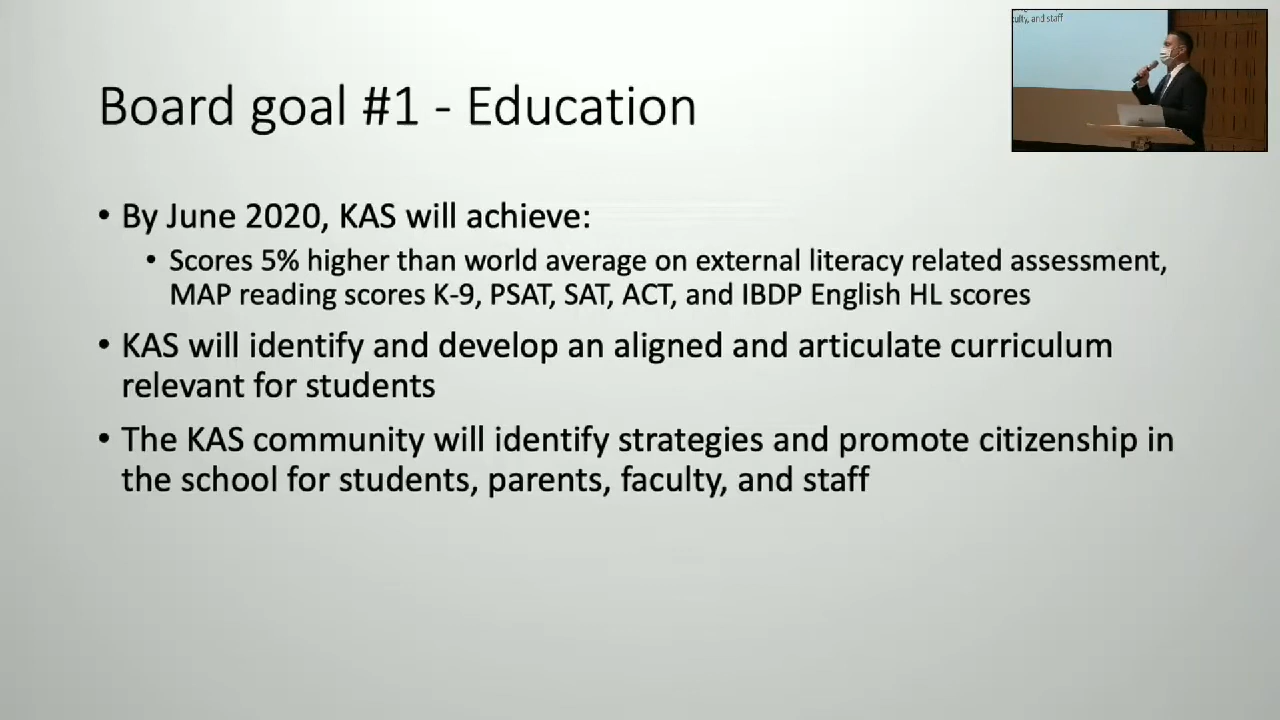 Board goal #1 - Education
• By June 2020, KAS will achieve:
• Scores 5% higher than world average on external literacy related assessment,
MAP reading scores K-9, PSAT, SAT, ACT, and IBDP English HL scores
• KAS will identify and develop an aligned and articulate curriculum
relevant for students
• The KAS community will identify strategies and promote citizenship in
the school for students, parents, faculty, and staff
ulty, and staff